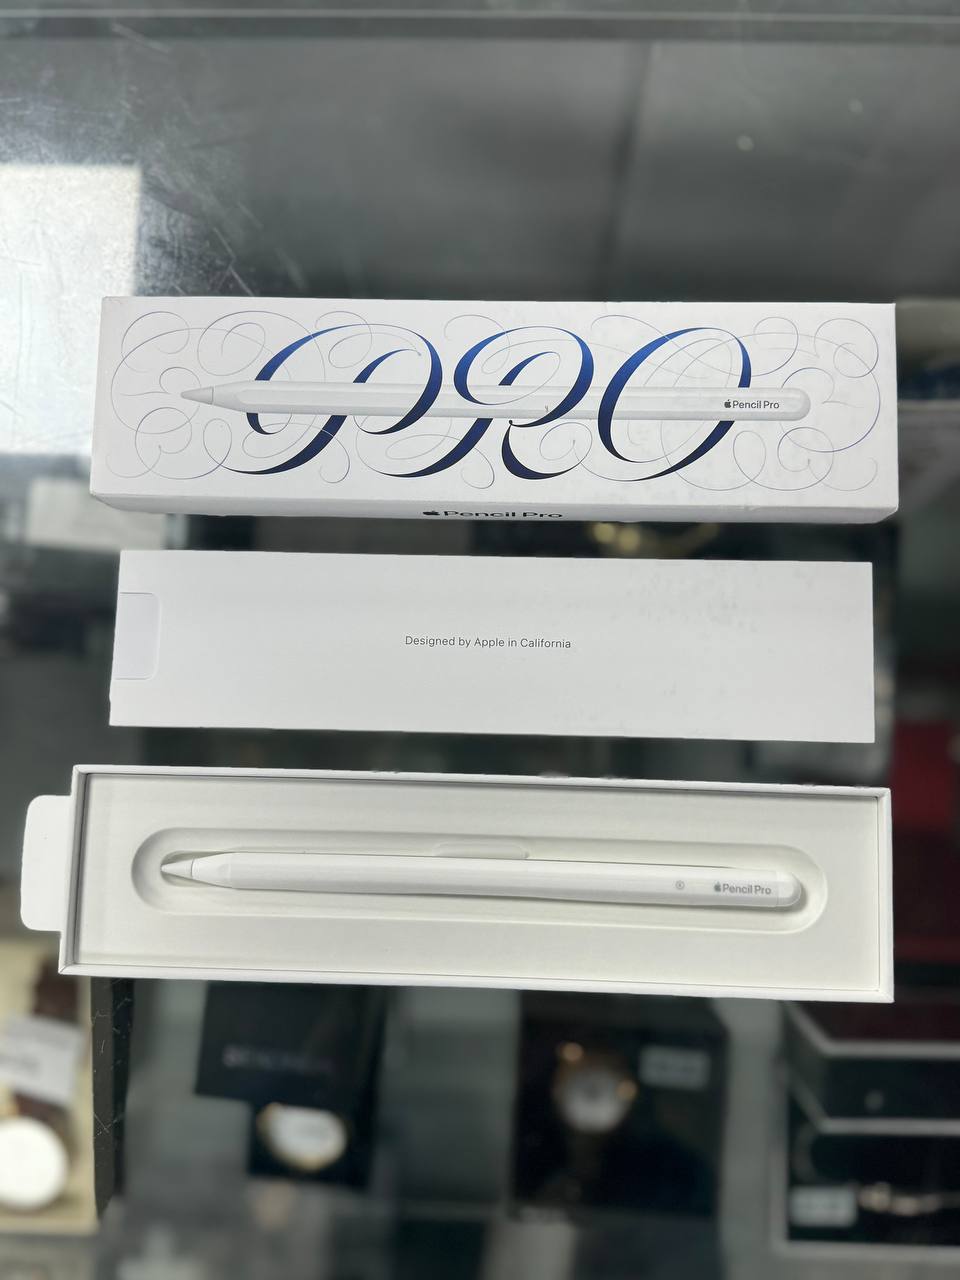 PRO
Pencil Pro
Pencil Pro
Designed by Apple in California
Pencil Pro